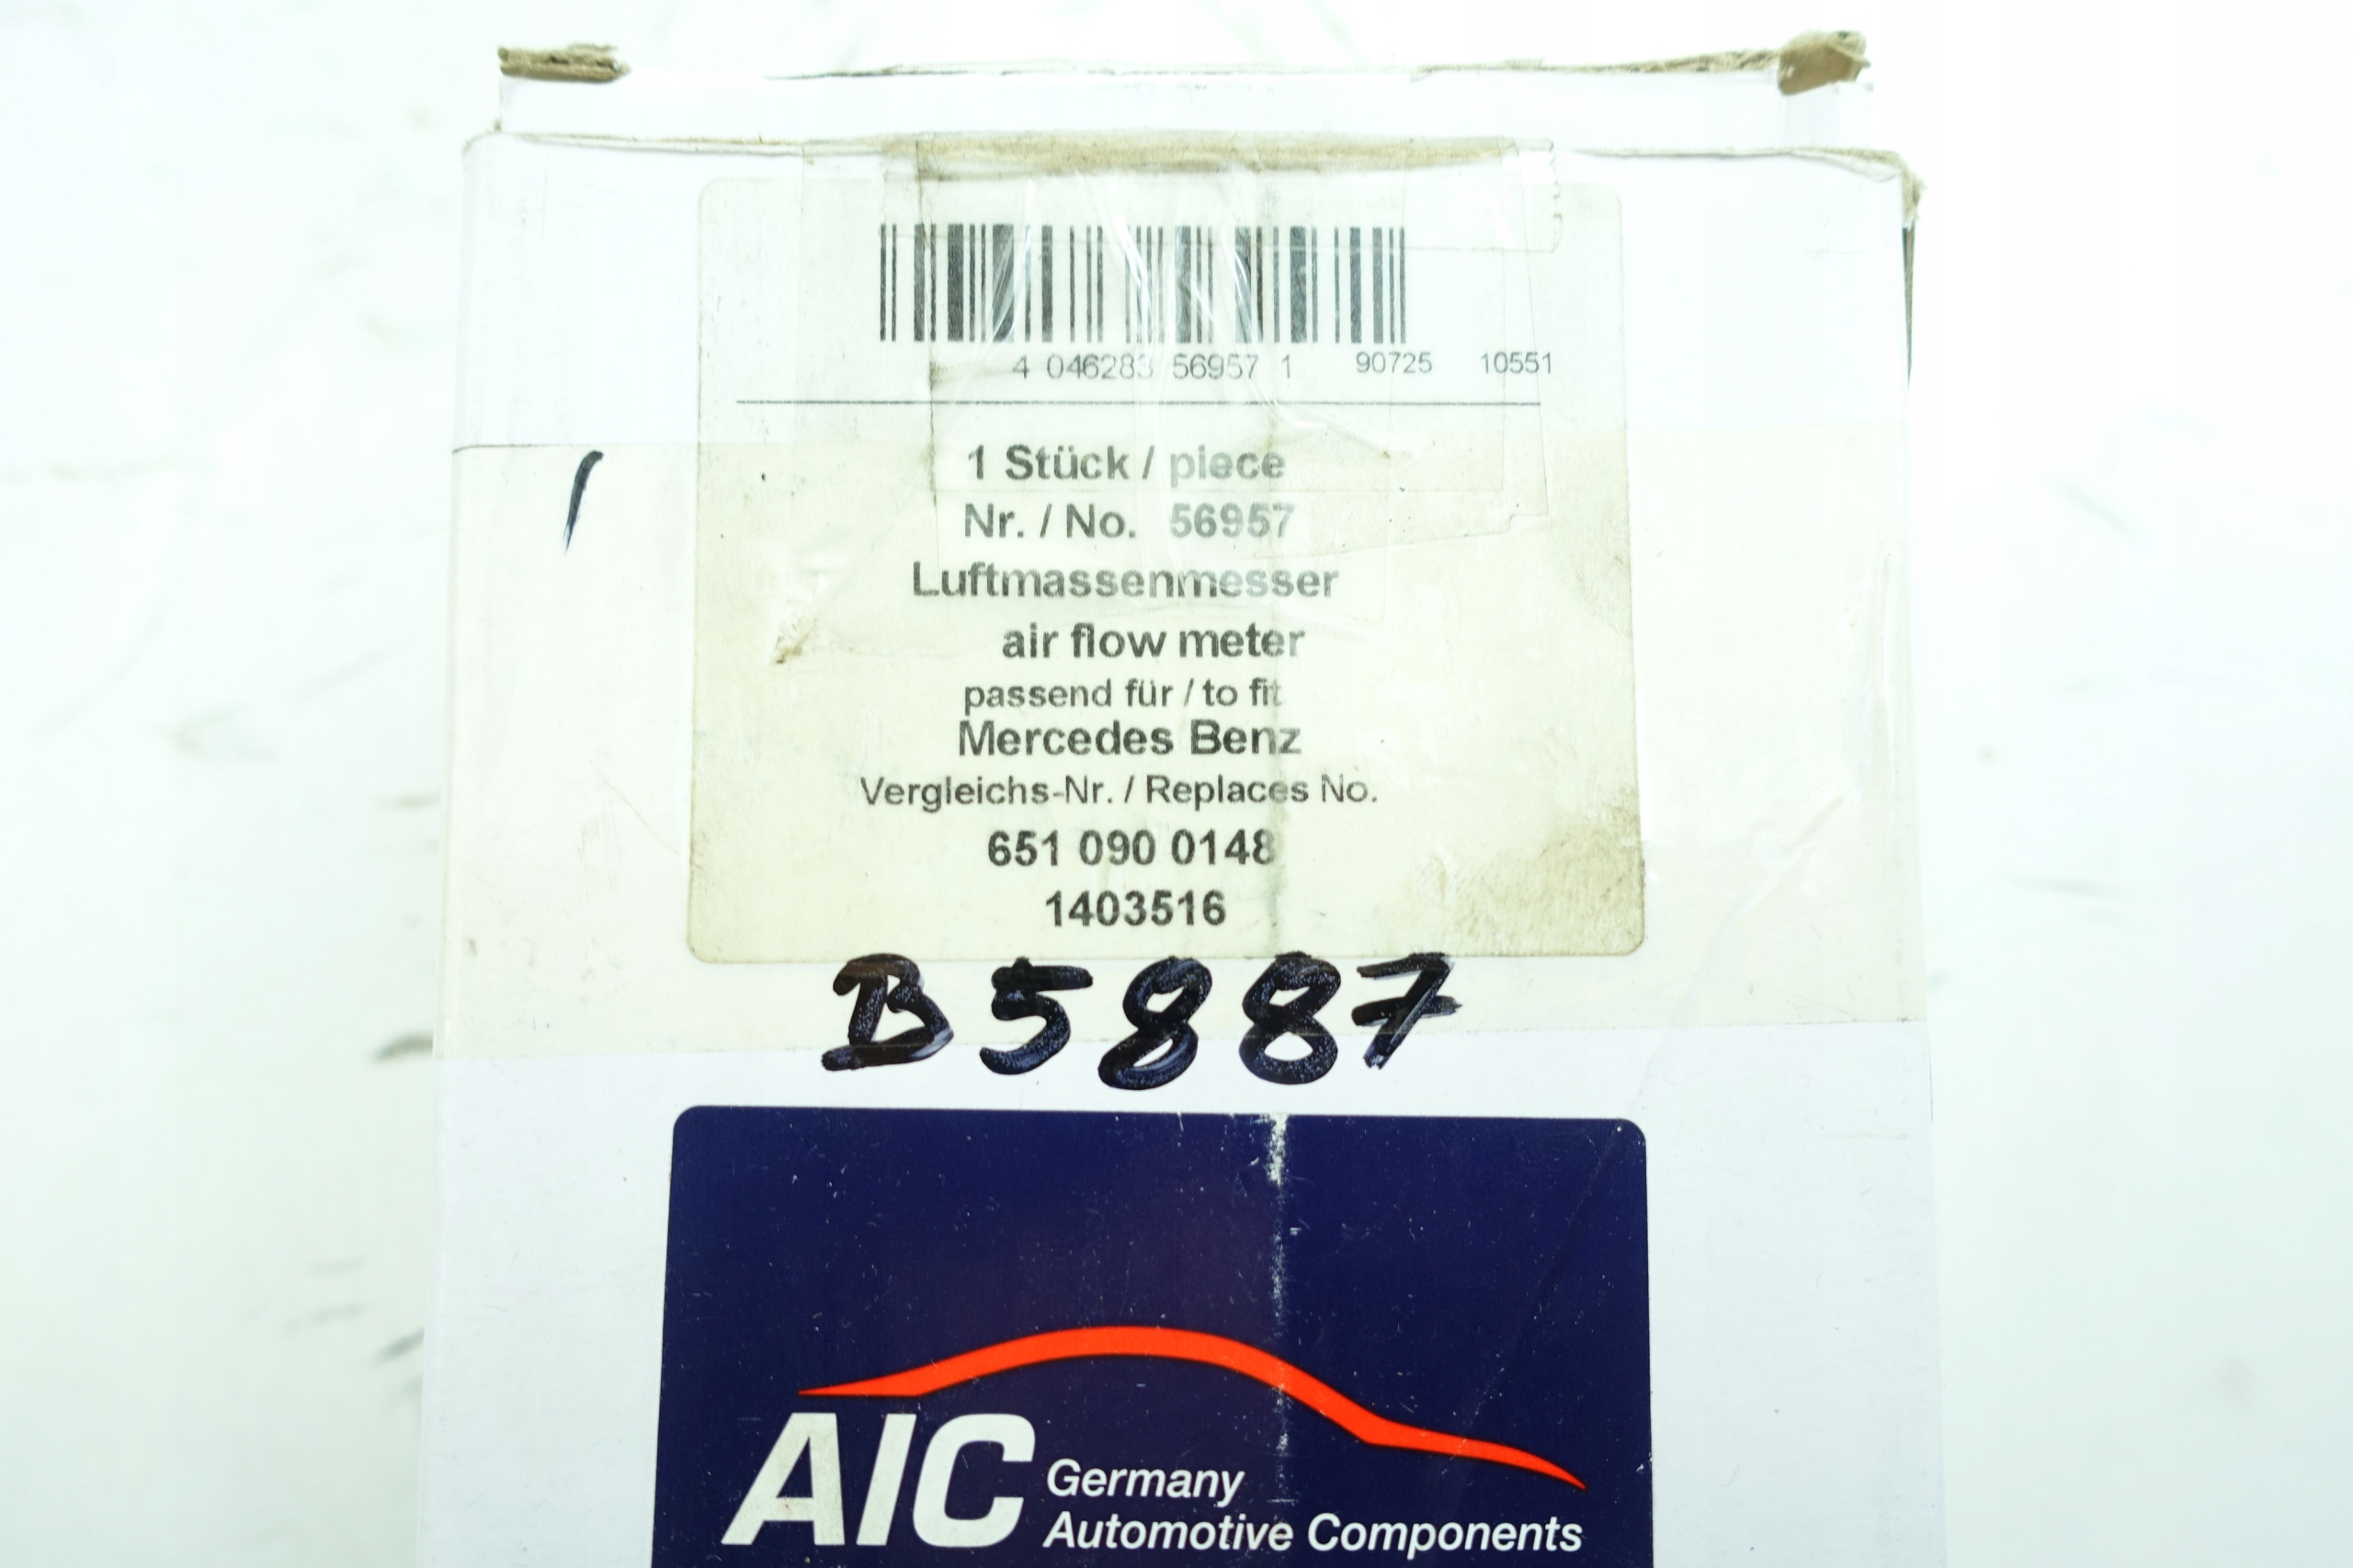 4 046283 56957 1 90725 10551
1 Stück / piece
Nr. / No. 56957
Luftmassenmesser
air flow meter
passend für / to fit
Mercedes Benz
Vergleichs-Nr. / Replaces No.
651 090 0148
1403516
B5887
AIC Germany
Automotive Components